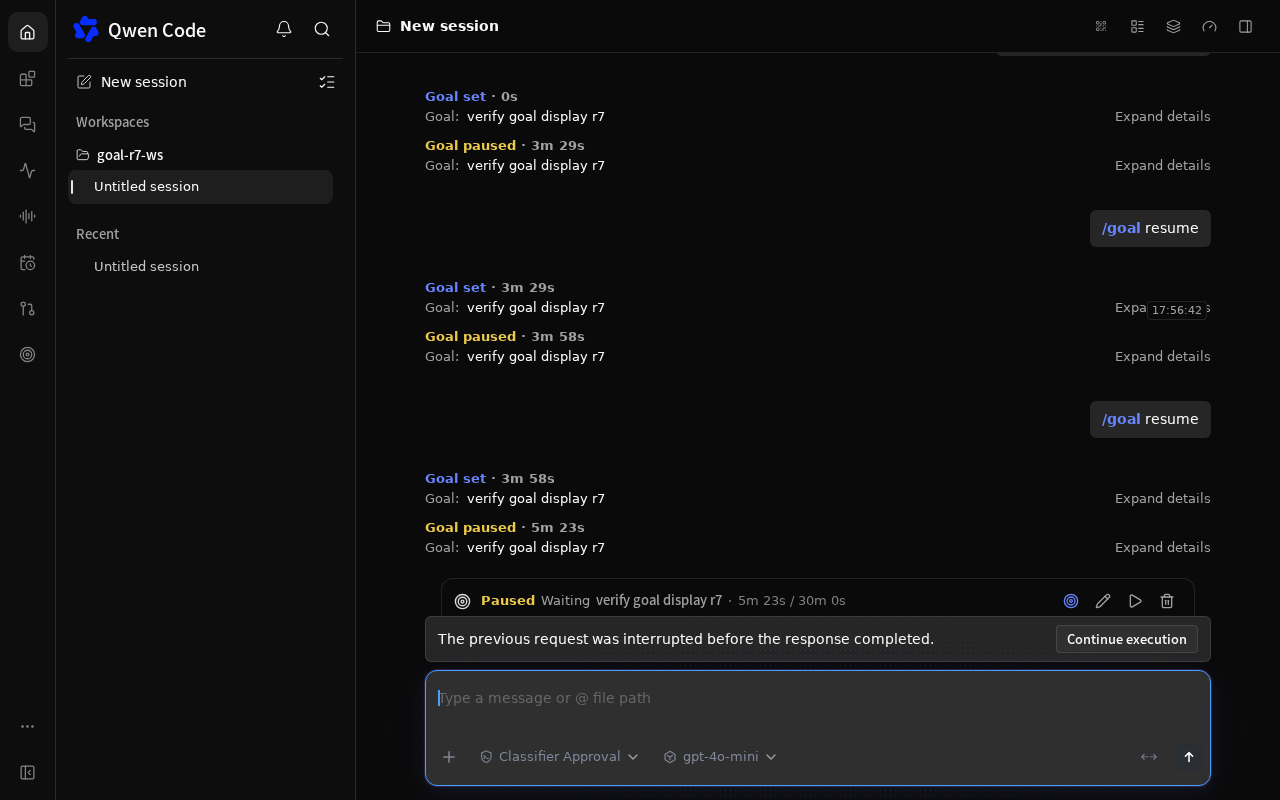 Qwen Code
New session
Workspaces
goal-r7-ws
Untitled session
Recent
Untitled session
New session
Goal set · 0s
Goal: verify goal display r7
Expand details
Goal paused · 3m 29s
Goal: verify goal display r7
Expand details
/goal resume
Goal set · 3m 29s
Goal: verify goal display r7
17:56:42
Goal paused · 3m 58s
Goal: verify goal display r7
Expand details
/goal resume
Goal set · 3m 58s
Goal: verify goal display r7
Expand details
Goal paused · 5m 23s
Goal: verify goal display r7
Expand details
Paused Waiting verify goal display r7 · 5m 23s / 30m 0s
The previous request was interrupted before the response completed.
Continue execution
Type a message or @ file path
Classifier Approval
gpt-4o-mini